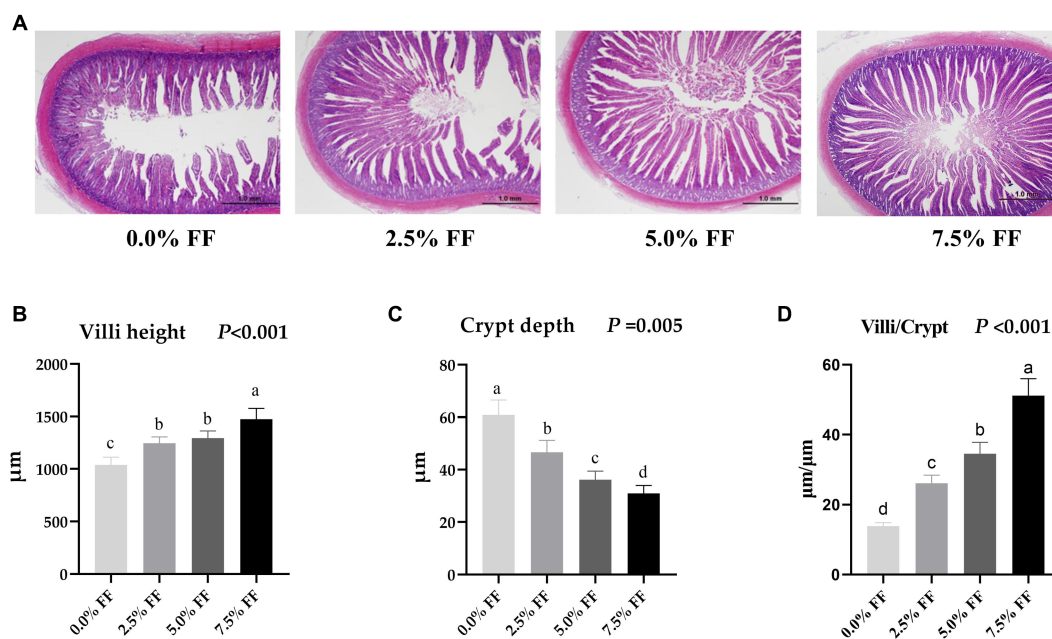 A
1.0 mm
1.0 mm
1.0 mm
1.0 mm
0.0% FF
2.5% FF
5.0% FF
7.5% FF
B
Villi height P<0.001
2000
1500
1000
500
0
µm
c
b
b
a
0.0% FF
2.5% FF
5.0% FF
7.5% FF
C
Crypt depth P =0.005
80
60
40
20
0
µm
a
b
c
d
0.0% FF
2.5% FF
5.0% FF
7.5% FF
D
Villi/Crypt P <0.001
60
40
20
0
µm/µm
d
c
b
a
0.0% FF
2.5% FF
5.0% FF
7.5% FF